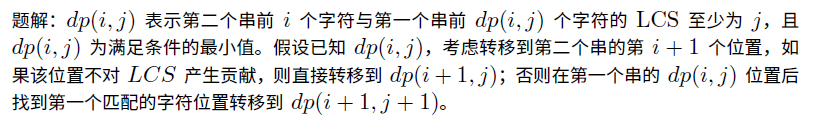 题解：dp(i, j) 表示第二个串前 i 个字符与第一个串前 dp(i, j) 个字符的 LCS 至少为 j，且
dp(i, j) 为满足条件的最小值。假设已知 dp(i, j)，考虑转移到第二个串的第 i + 1 个位置，如
果该位置不对 LCS 产生贡献，则直接转移到 dp(i + 1, j)；否则在第一个串的 dp(i, j) 位置后
找到第一个匹配的字符位置转移到 dp(i + 1, j + 1)。